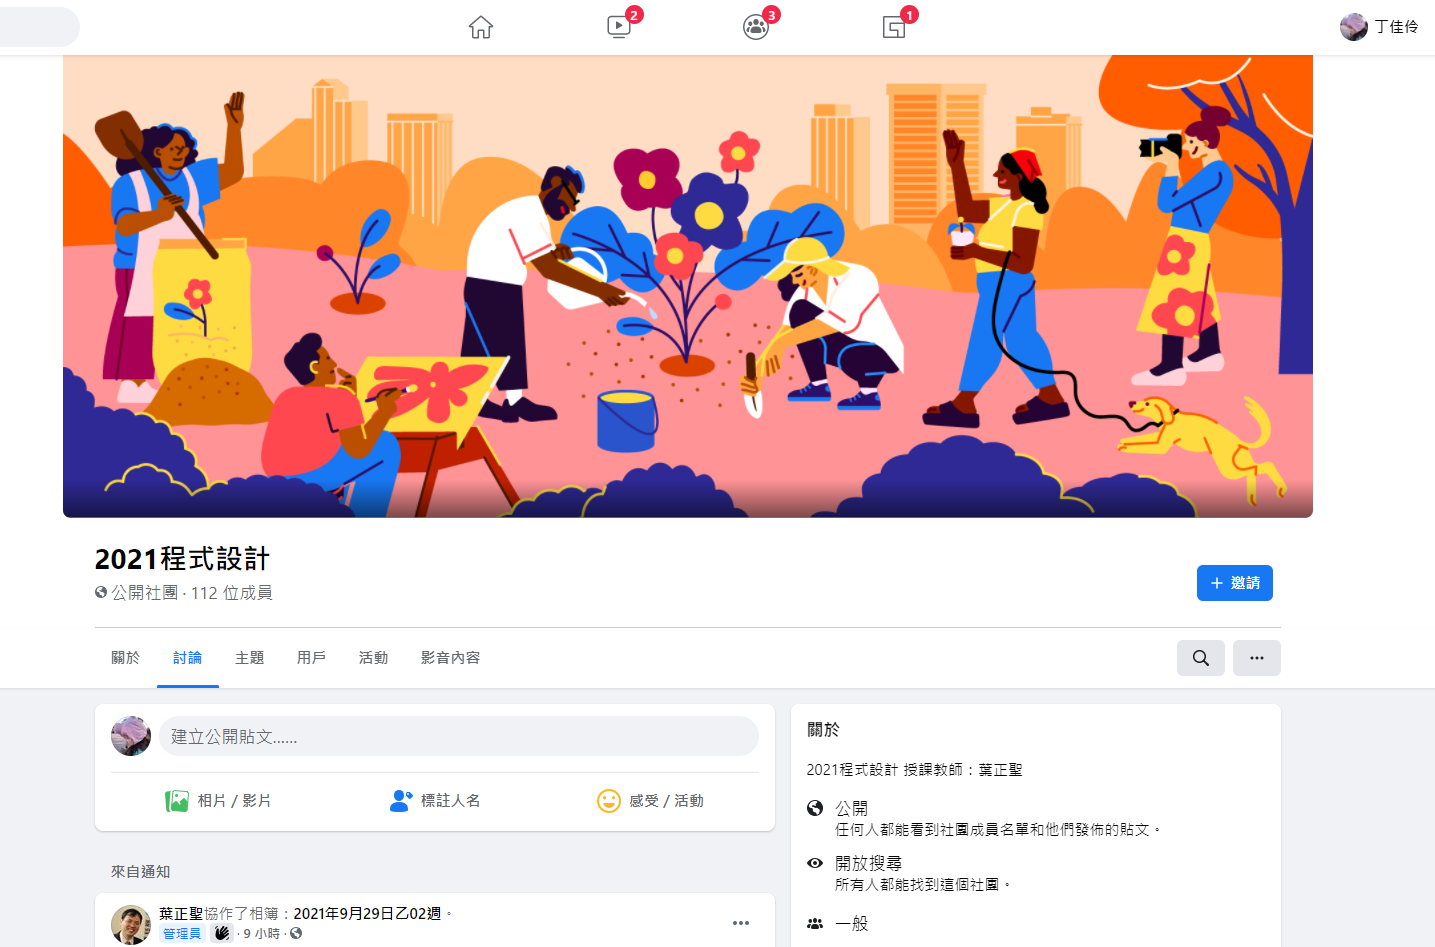 2
3
1
丁佳伶
2021程式設計
公開社團 · 112 位成員
邀請
關於
討論
主題
用戶
活動
影音內容
建立公開貼文......
相片 / 影片
標註人名
感受 / 活動
來自通知
葉正聖協作了相簿：2021年9月29日乙02週。
管理員 · 9 小時 ·
關於
2021程式設計 授課教師：葉正聖
公開
任何人都能看到社團成員名單和他們發佈的貼文。
開放搜尋
所有人都能找到這個社團。
一般